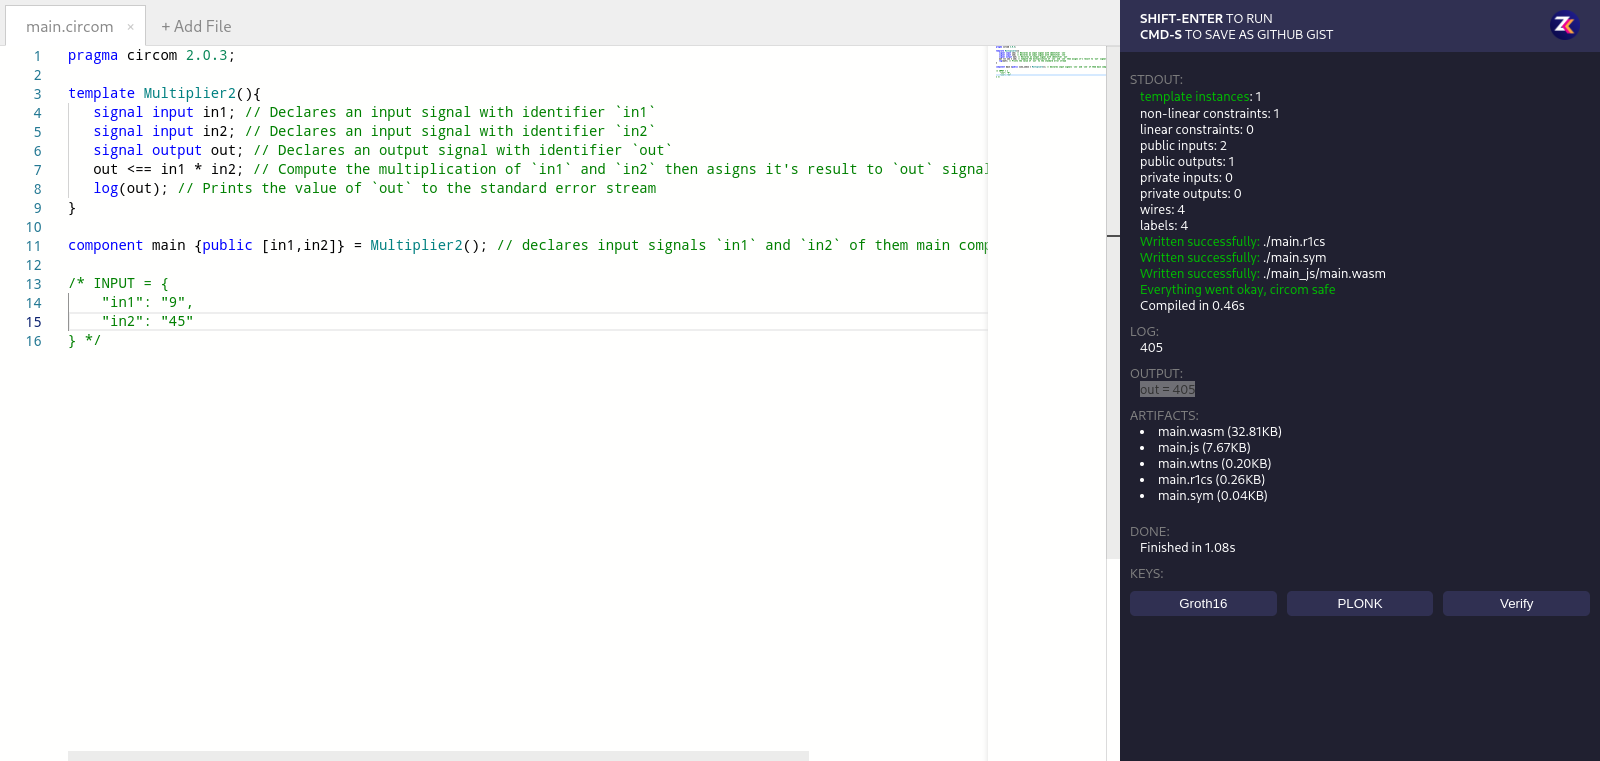 main.circom ×
+ Add File
1 pragma circom 2.0.3;
2
3 template Multiplier2(){
4 signal input in1; // Declares an input signal with identifier `in1`
5 signal input in2; // Declares an input signal with identifier `in2`
6 signal output out; // Declares an output signal with identifier `out`
7 out <== in1 * in2; // Compute the multiplication of `in1` and `in2` then asigns it's result to `out` signal
8 log(out); // Prints the value of `out` to the standard error stream
9 }
10
11 component main {public [in1,in2]} = Multiplier2(); // declares input signals `in1` and `in2` of them main comp
12
13 /* INPUT = {
14 "in1": "9",
15 "in2": "45"
16 } */
SHIFT-ENTER TO RUN
CMD-S TO SAVE AS GITHUB GIST
ZK
STDOUT:
template instances: 1
non-linear constraints: 1
linear constraints: 0
public inputs: 2
public outputs: 1
private inputs: 0
private outputs: 0
wires: 4
labels: 4
Written successfully: ./main.r1cs
Written successfully: ./main.sym
Written successfully: ./main_js/main.wasm
Everything went okay, circom safe
Compiled in 0.46s
LOG:
405
OUTPUT:
out = 405
ARTIFACTS:
• main.wasm (32.81KB)
• main.js (7.67KB)
• main.wtns (0.20KB)
• main.r1cs (0.26KB)
• main.sym (0.04KB)
DONE:
Finished in 1.08s
KEYS:
Groth16
PLONK
Verify